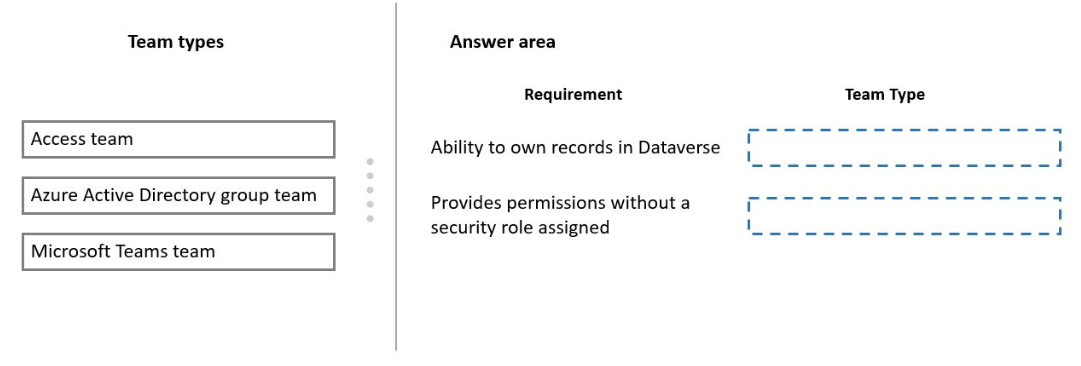 Team types
Answer area
Requirement
Team Type
Access team
Azure Active Directory group team
Microsoft Teams team
Ability to own records in Dataverse
Provides permissions without a
security role assigned